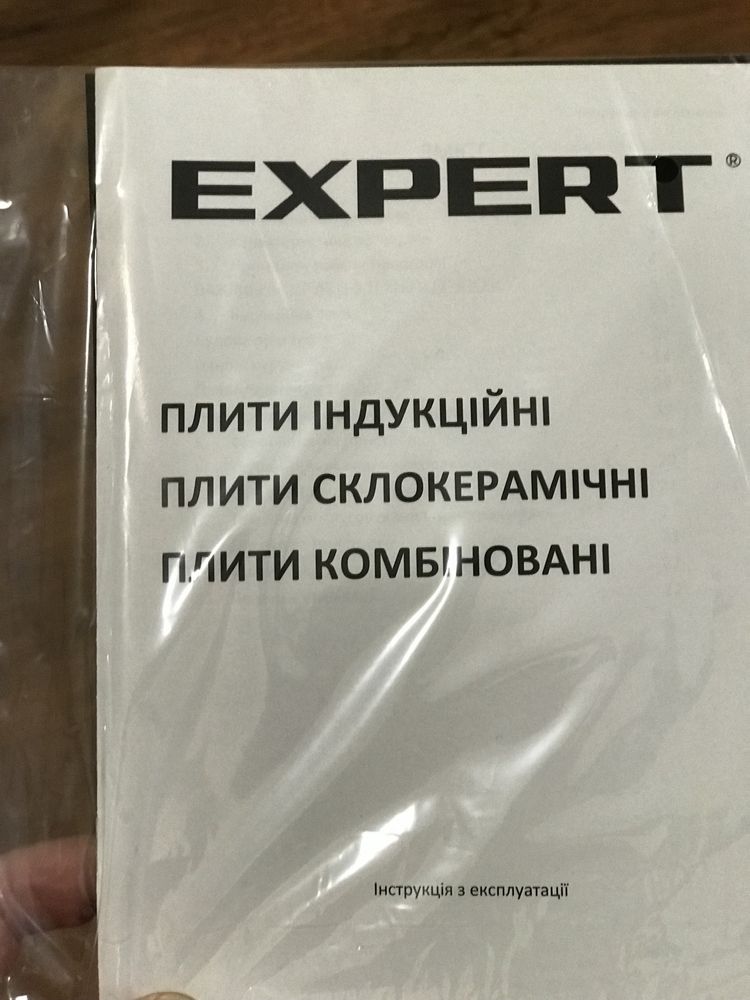 EXPERT®
ПЛИТИ ІНДУКЦІЙНІ
ПЛИТИ СКЛОКЕРАМІЧНІ
ПЛИТИ КОМБІНОВАНІ
Інструкція з експлуатації